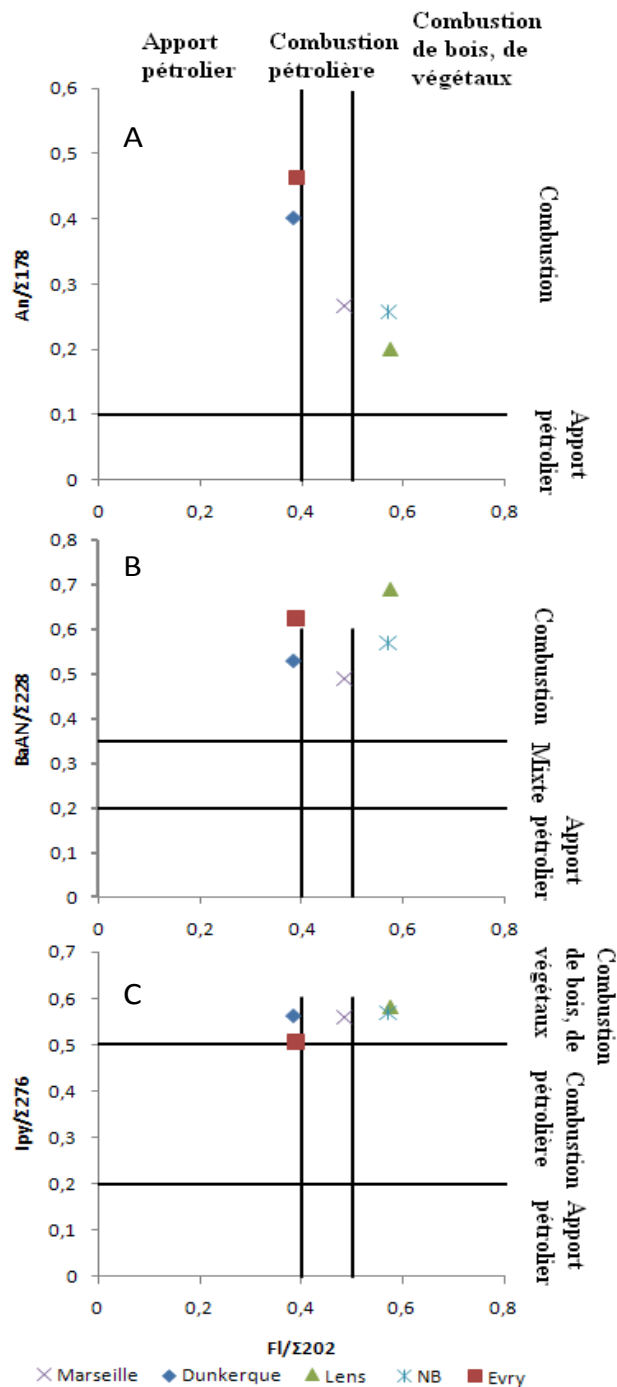 Apport
pétrolier
Combustion
pétrolière
Combustion
de bois, de
végétaux
A
An/Σ178
0,6
0,5
0,4
0,3
0,2
0,1
0
0
0,2
0,4
0,6
0,8
Combustion
Apport
pétrolier
B
BaAN/Σ228
0,8
0,7
0,6
0,5
0,4
0,3
0,2
0,1
0
0
0,2
0,4
0,6
0,8
Combustion
Mixte
Apport
pétrolier
C
Ipy/Σ276
0,7
0,6
0,5
0,4
0,3
0,2
0,1
0
0
0,2
0,4
0,6
0,8
Combustion
de bois, de
végétaux
Combustion
pétrolière
Apport
pétrolier
Fl/Σ202
Marseille Dunkerque Lens NB Evry